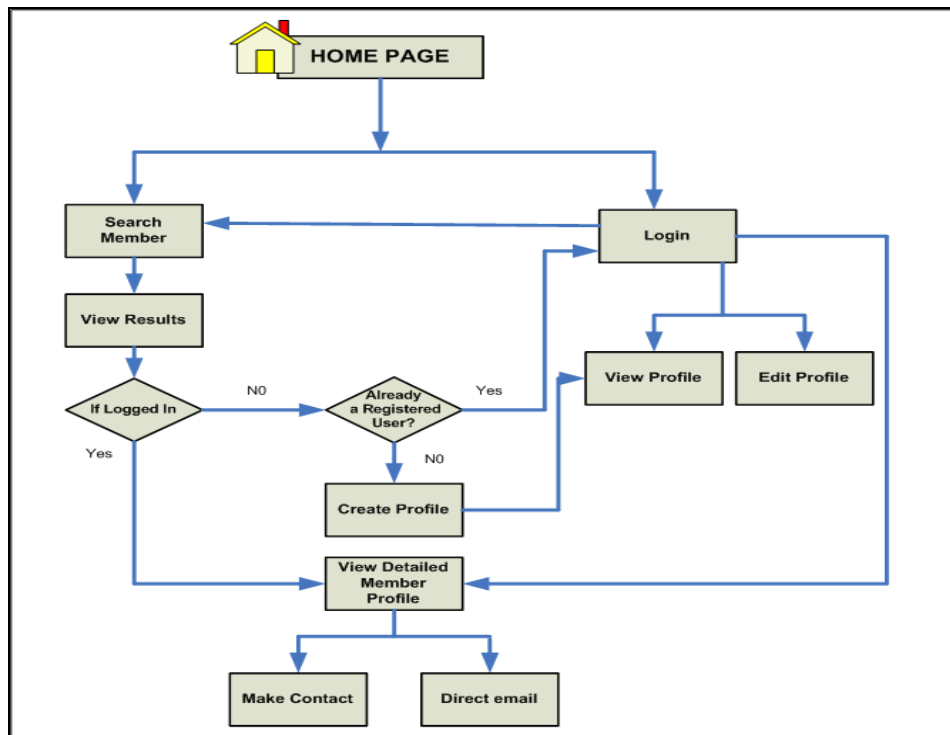 HOME PAGE
Search
Member
Login
View Results
View Profile
Edit Profile
If Logged In
N0
Already
a Registered
User?
Yes
Yes
N0
Create Profile
View Detailed
Member
Profile
Make Contact
Direct email